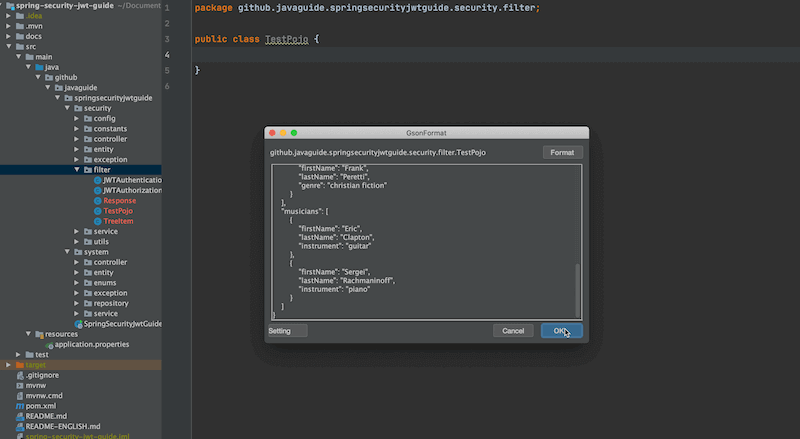 spring-security-jwt-guide ~/Document
.idea
.mvn
docs
src
main
java
github
javaguide
springsecurityjwtguide
security
config
constants
controller
entity
exception
filter
JWTAuthenticatio
JWTAuthorization
Response
TestPojo
TreeItem
service
utils
system
controller
entity
enums
exception
repository
service
SpringSecurityJwtGuide
resources
application.properties
test
target
.gitignore
mvnw
mvnw.cmd
pom.xml
README.md
README-ENGLISH.md
spring-security-jwt-guide.iml
1 package github.javaguide.springsecurityjwtguide.security.filter;
2
3 public class TestPojo {
4
5 }
6
GsonFormat
github.javaguide.springsecurityjwtguide.security.filter.TestPojo
Format
"firstName": "Frank",
"lastName": "Peretti",
"genre": "christian fiction"
}
],
"musicians": [
{
"firstName": "Eric",
"lastName": "Clapton",
"instrument": "guitar"
},
{
"firstName": "Sergei",
"lastName": "Rachmaninoff",
"instrument": "piano"
}
]
}
Setting
Cancel
OK